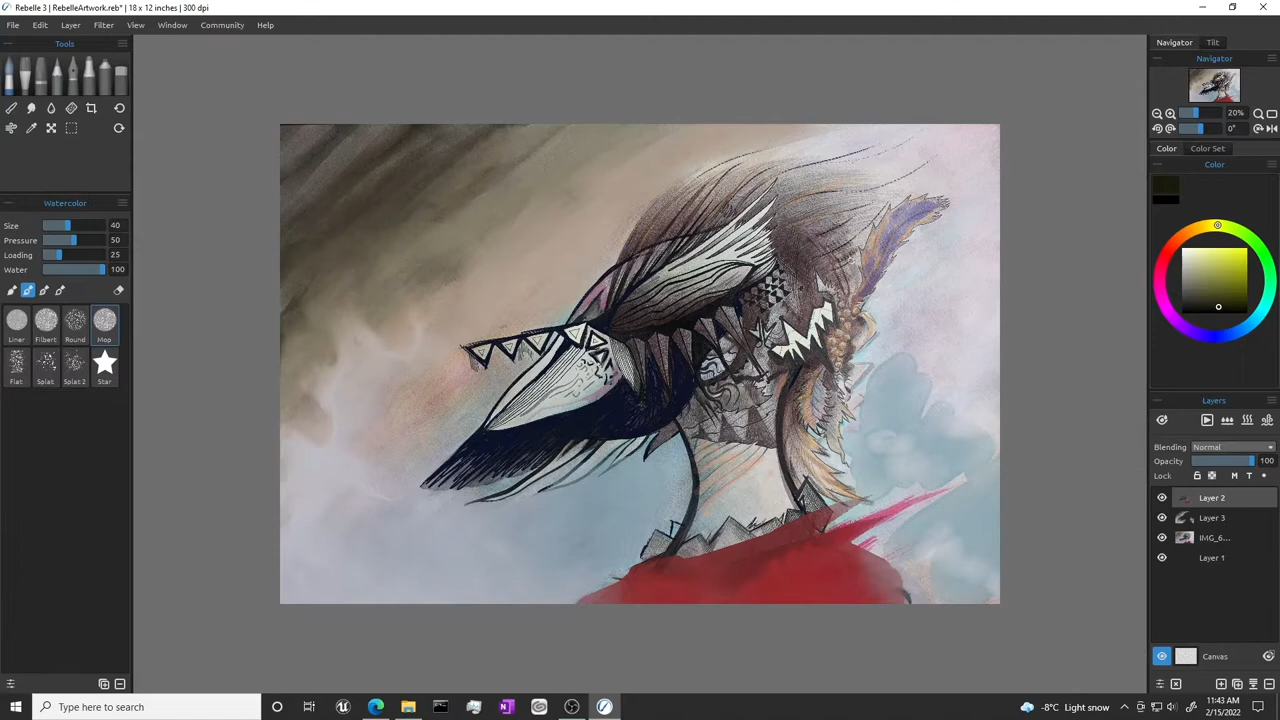 Rebelle 3 | RebelleArtwork.reb* | 18 x 12 inches | 300 dpi
File Edit Layer Filter View Window Community Help
Tools
Watercolor
Size 40
Pressure 50
Loading 25
Water 100
Liner Filbert Round Mop
Flat Splat Splat 2 Star
Navigator Tilt
Navigator
20%
0°
Color Color Set
Color
Layers
Blending Normal
Opacity 100
Lock M T
Layer 2
Layer 3
IMG_6...
Layer 1
Canvas
Type here to search
-8°C Light snow
11:43 AM
2/15/2022